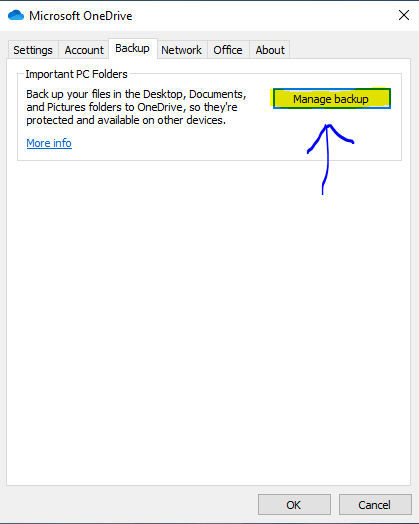 Microsoft OneDrive
Settings Account Backup Network Office About
Important PC Folders
Back up your files in the Desktop, Documents,
and Pictures folders to OneDrive, so they're
protected and available on other devices.
Manage backup
More info
OK Cancel